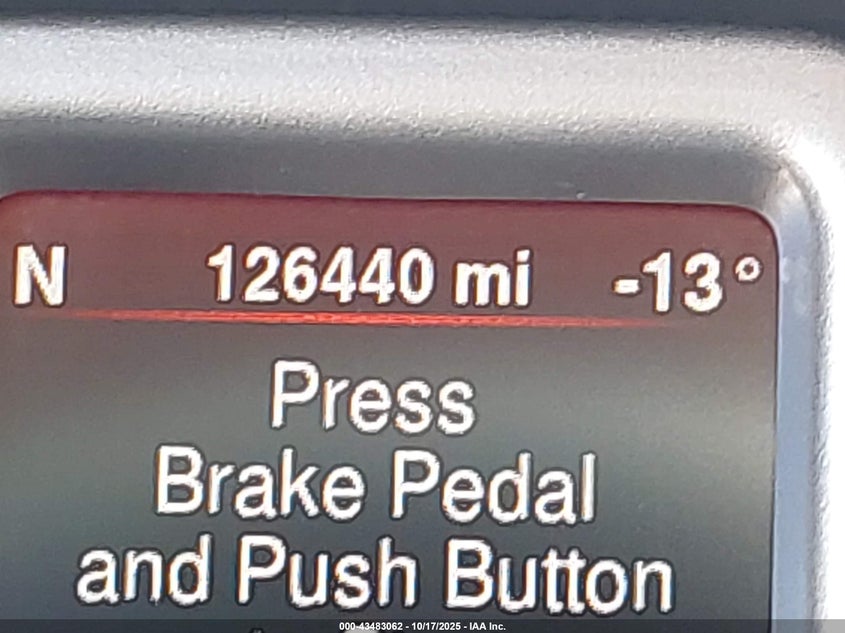 N 126440 mi -13°
Press
Brake Pedal
and Push Button
000-43483062 - 10/17/2025 - IAA Inc.